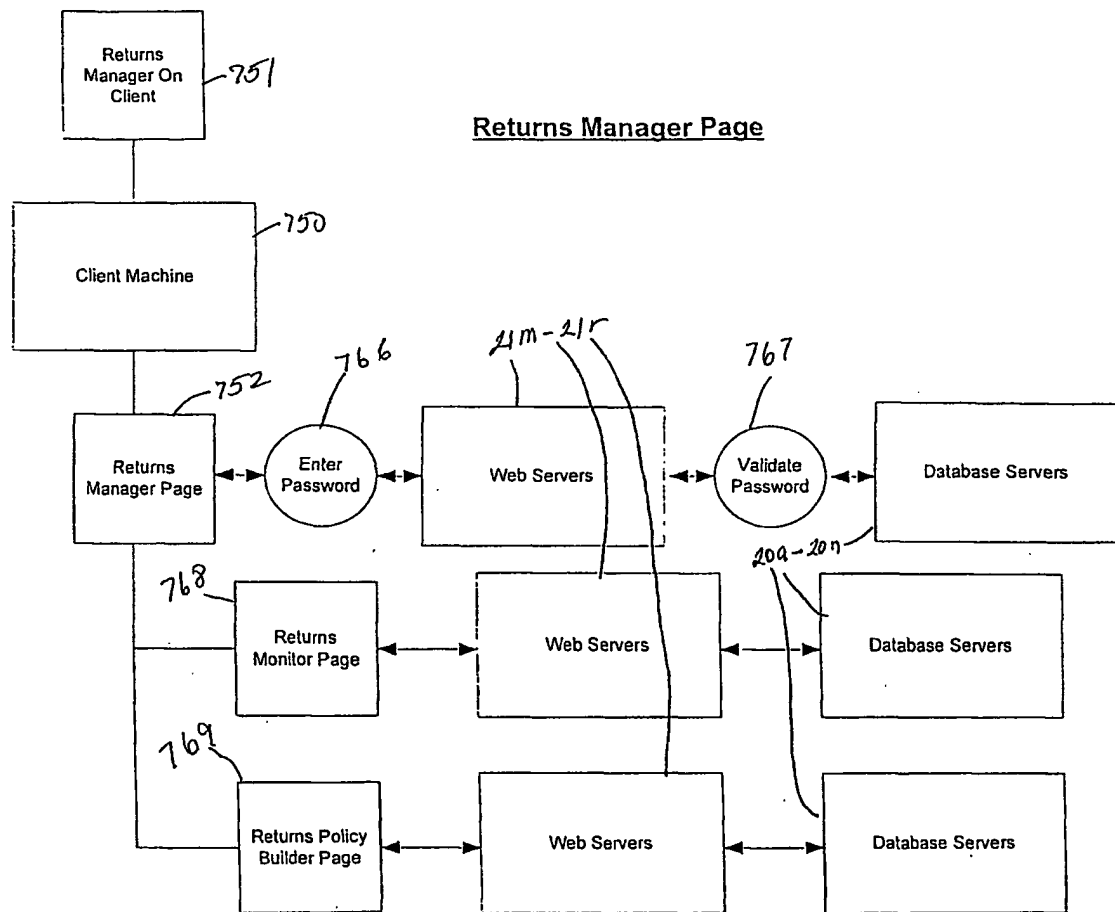 Returns
Manager On
Client
751
Returns Manager Page
750
Client Machine
766
21m-21r
767
752
Returns
Manager Page
Enter
Password
Web Servers
Validate
Password
Database Servers
20a-20n
768
Returns
Monitor Page
Web Servers
Database Servers
769
Returns Policy
Builder Page
Web Servers
Database Servers